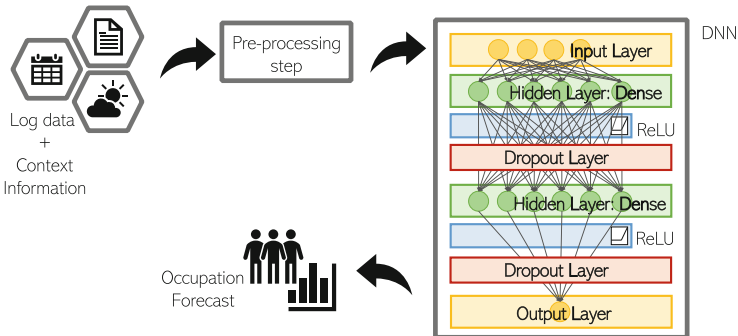 Log data
+
Context
Information
Pre-processing
step
DNN
Input Layer
Hidden Layer: Dense
ReLU
Dropout Layer
Hidden Layer: Dense
ReLU
Dropout Layer
Output Layer
Occupation
Forecast